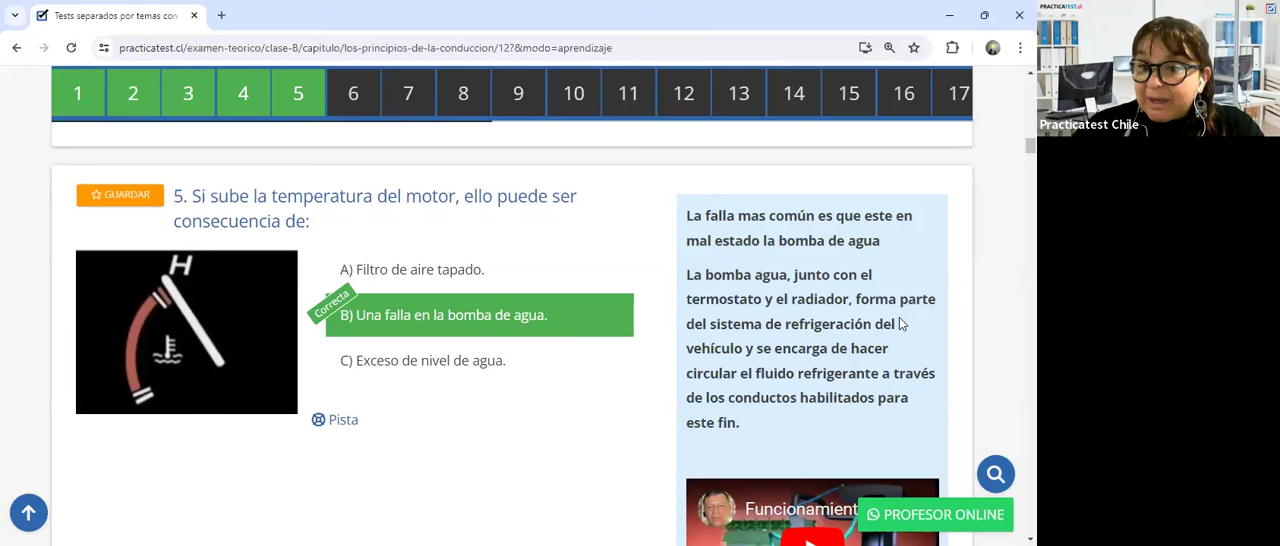 Tests separados por temas con
practicatest.cl/examen-teorico/clase-B/capitulo/los-principios-de-la-conduccion/12?&modo=aprendizaje
1 2 3 4 5 6 7 8 9 10 11 12 13 14 15 16 17
GUARDAR
5. Si sube la temperatura del motor, ello puede ser
consecuencia de:
H
A) Filtro de aire tapado.
Correcta
B) Una falla en la bomba de agua.
C) Exceso de nivel de agua.
Pista
La falla mas común es que este en
mal estado la bomba de agua
La bomba agua, junto con el
termostato y el radiador, forma parte
del sistema de refrigeración del
vehículo y se encarga de hacer
circular el fluido refrigerante a través
de los conductos habilitados para
este fin.
Funcionamient
PROFESOR ONLINE
PRACTICATEST.cl
Practicatest Chile